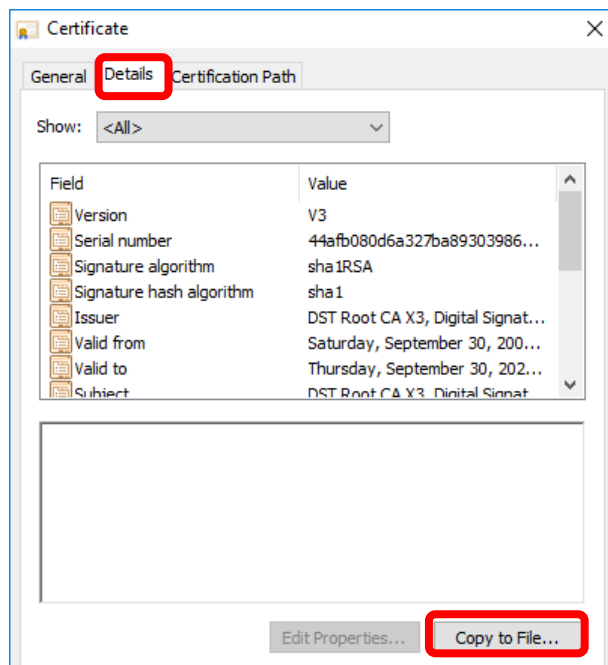 Certificate
General Details Certification Path
Show: <All>
Field Value
Version V3
Serial number 44afb080d6a327ba89303986...
Signature algorithm sha1RSA
Signature hash algorithm sha1
Issuer DST Root CA X3, Digital Signat...
Valid from Saturday, September 30, 200...
Valid to Thursday, September 30, 202...
Subject DST Root CA X3, Digital Signat
Edit Properties... Copy to File...